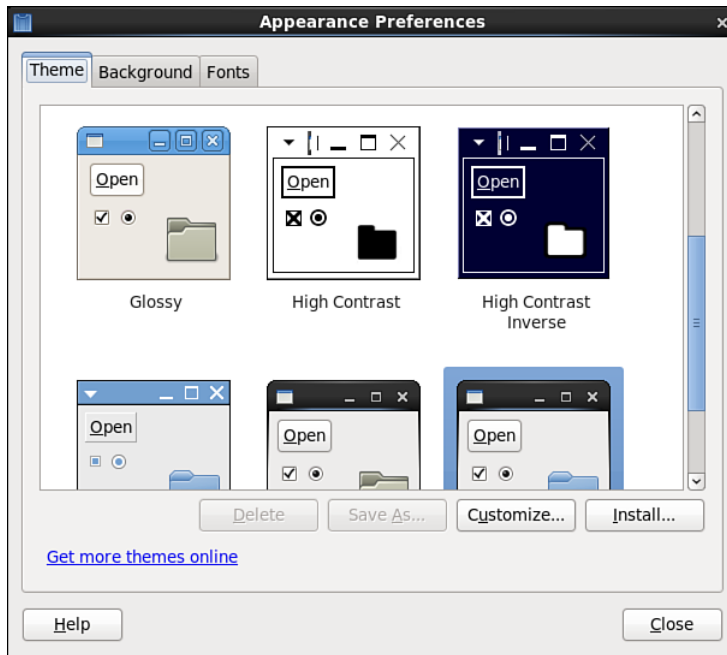 Appearance Preferences
Theme Background Fonts
Open Open Open
Glossy High Contrast High Contrast
Inverse
Open Open Open
Delete Save As... Customize... Install...
Get more themes online
Help Close